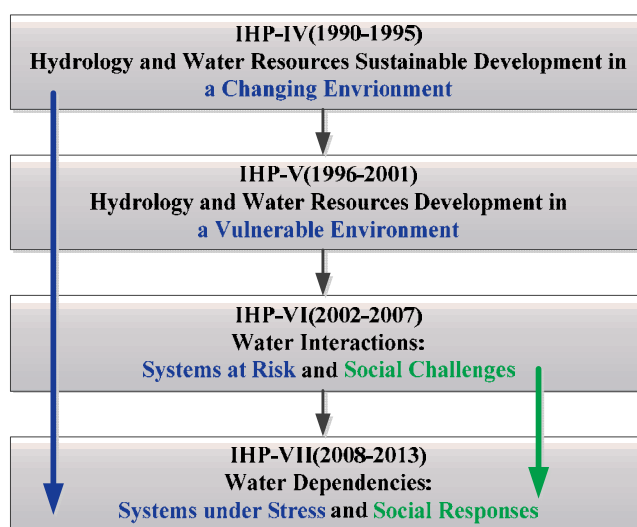 IHP-IV(1990-1995)
Hydrology and Water Resources Sustainable Development in
a Changing Envrionment
IHP-V(1996-2001)
Hydrology and Water Resources Development in
a Vulnerable Environment
IHP-VI(2002-2007)
Water Interactions:
Systems at Risk and Social Challenges
IHP-VII(2008-2013)
Water Dependencies:
Systems under Stress and Social Responses